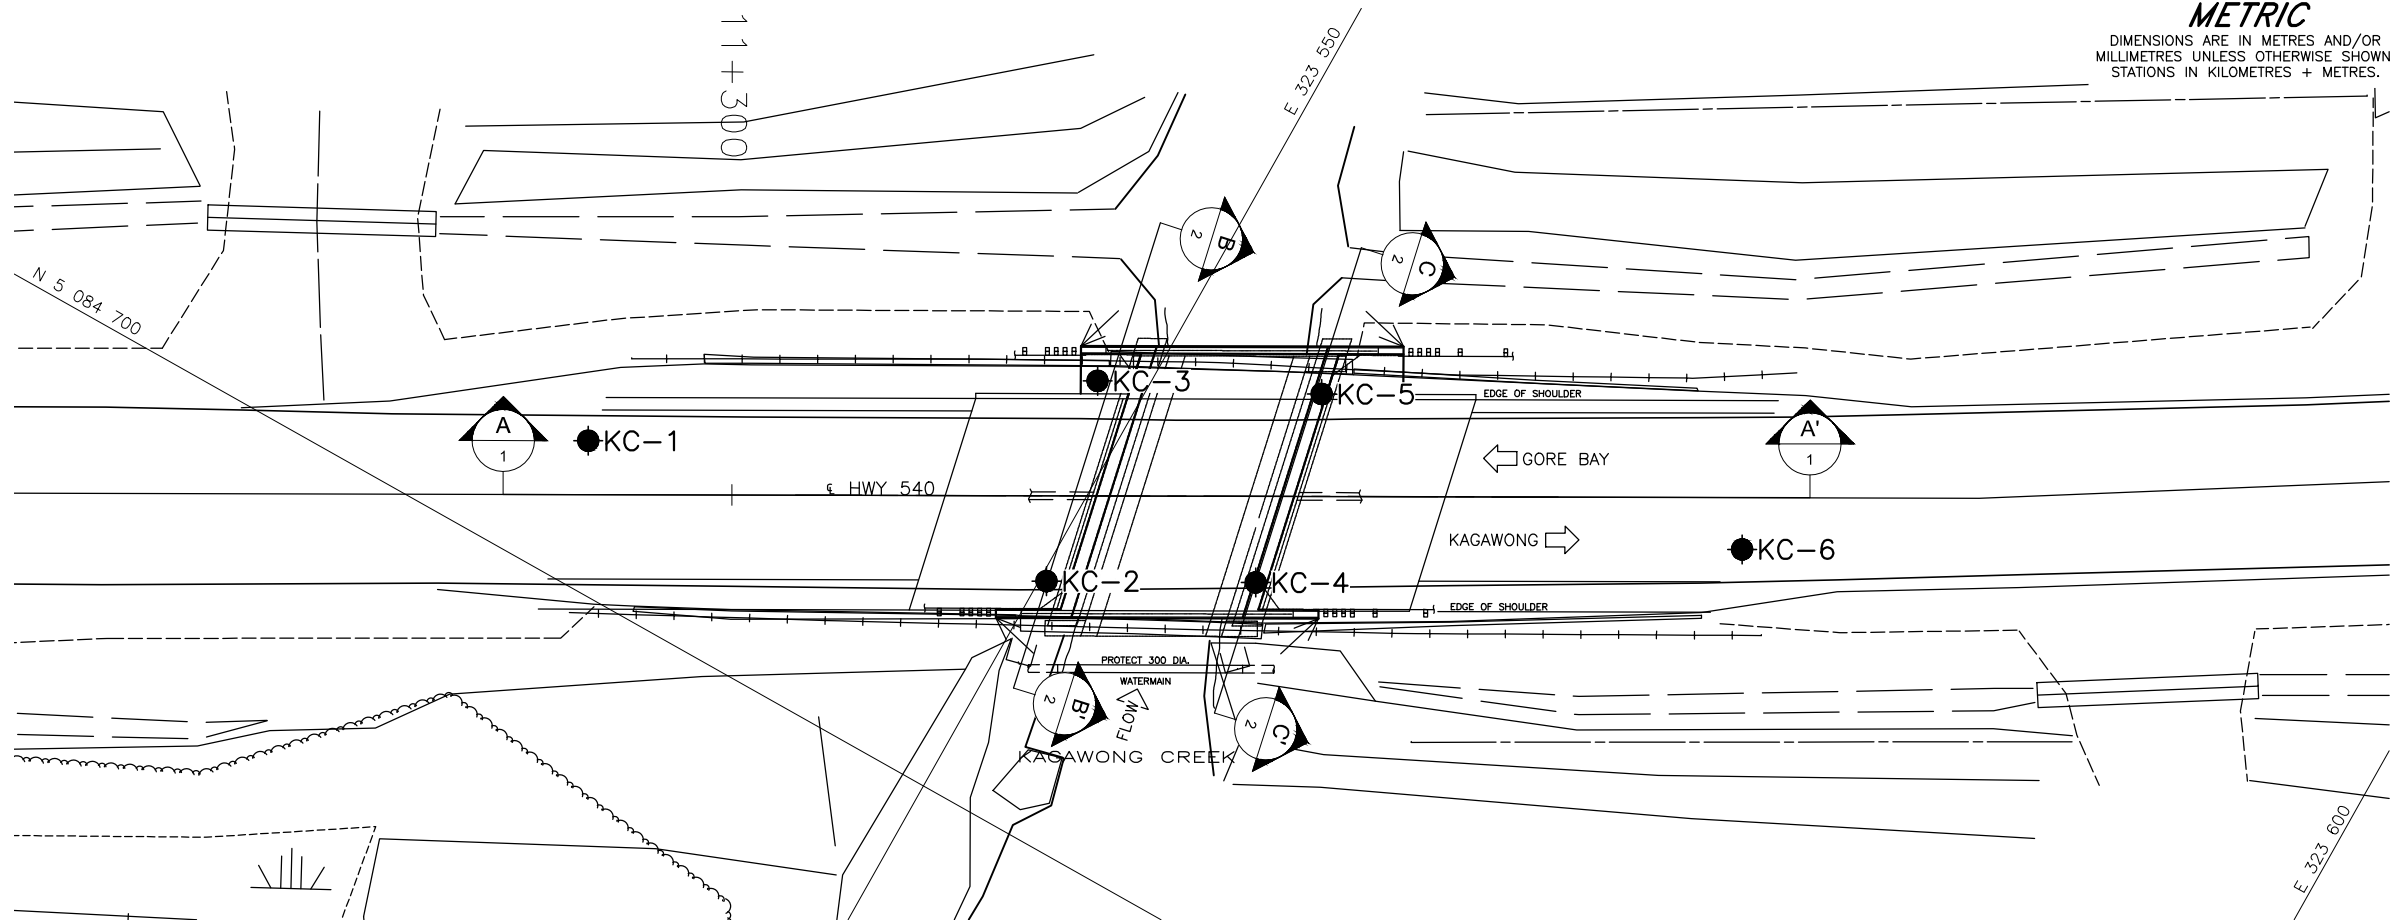 METRIC
DIMENSIONS ARE IN METRES AND/OR
MILLIMETRES UNLESS OTHERWISE SHOWN
STATIONS IN KILOMETRES + METRES.
11+300
E 323 550
B
2
C
2
N 5 084 700
KC-3
KC-5
EDGE OF SHOULDER
A
1
KC-1
A'
1
GORE BAY
℄ HWY 540
KAGAWONG
KC-6
KC-2
KC-4
EDGE OF SHOULDER
PROTECT 300 DIA.
WATERMAIN
B'
2
FLOW
C'
2
KAGAWONG CREEK
E 323 600